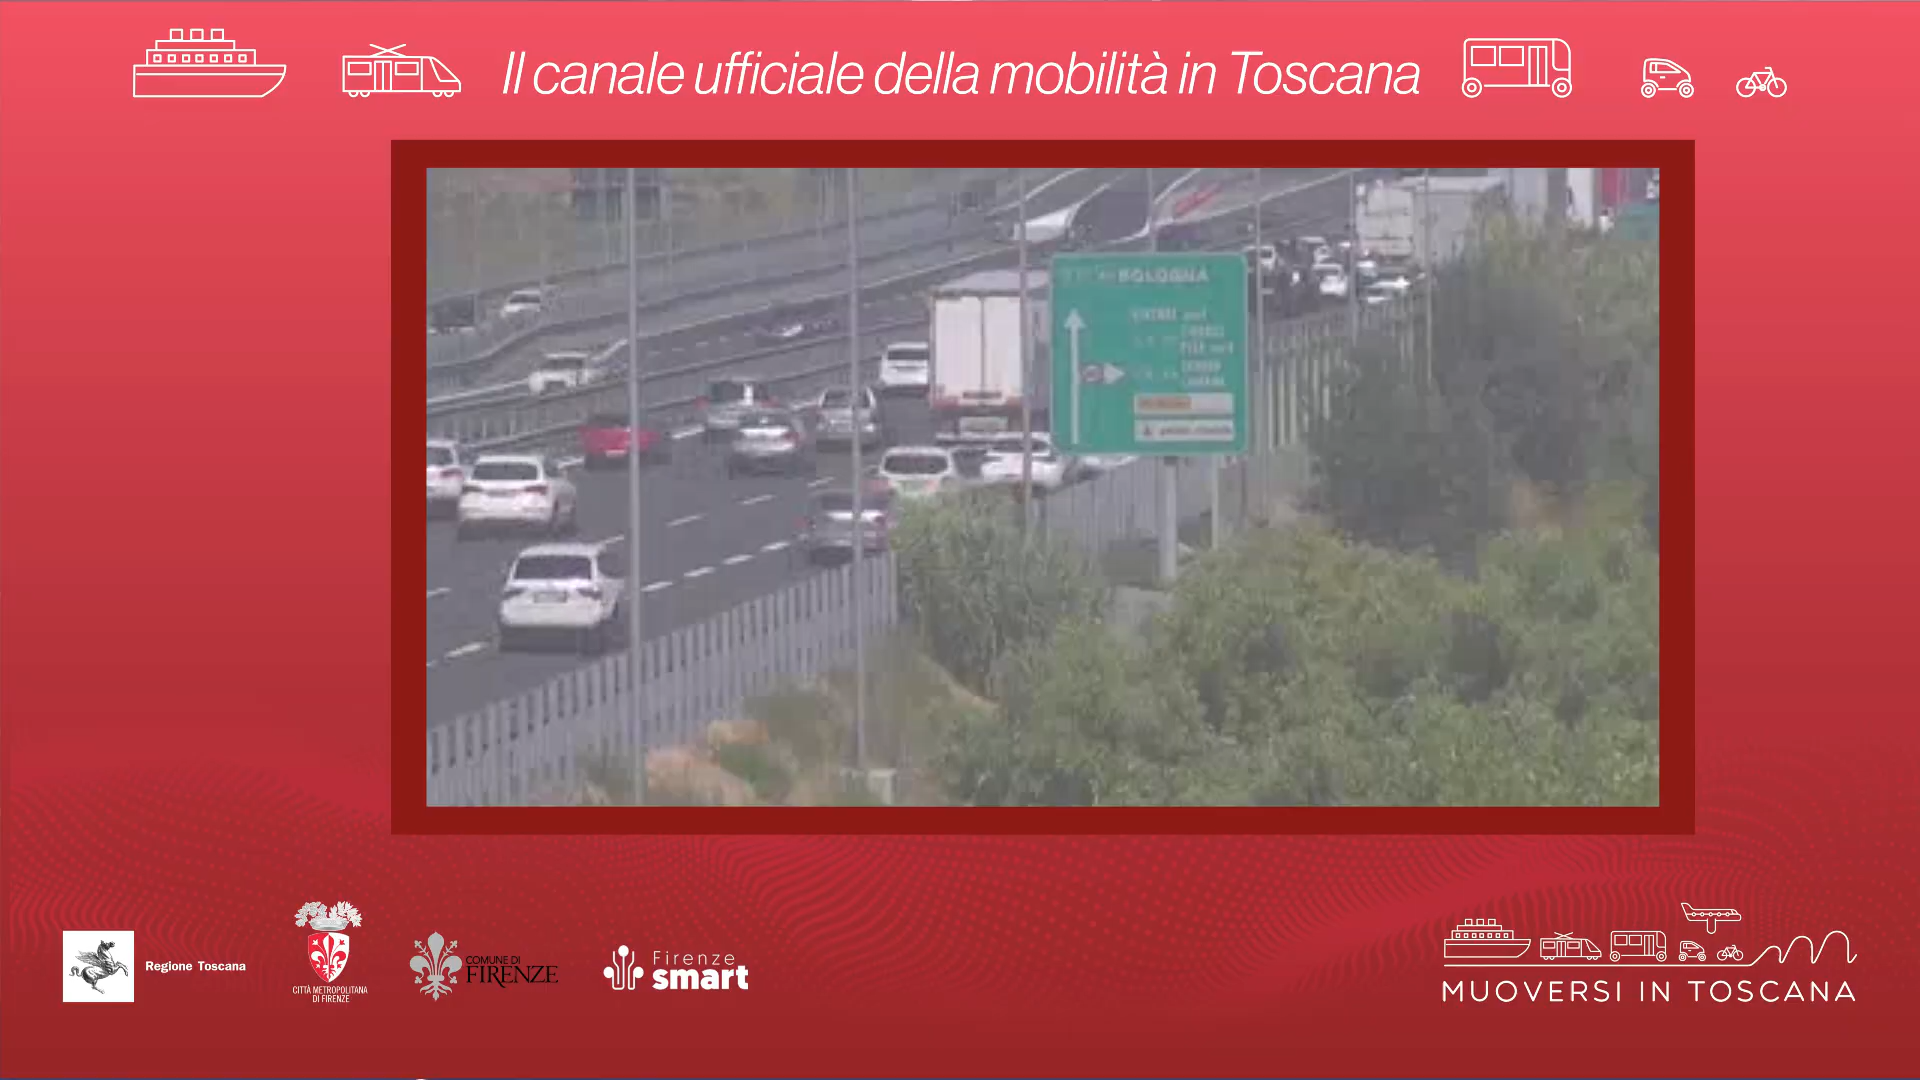 Il canale ufficiale della mobilità in Toscana
BOLOGNA
Regione Toscana
CITTÀ METROPOLITANA
DI FIRENZE
COMUNE DI
FIRENZE
Firenze
smart
MUOVERSI IN TOSCANA